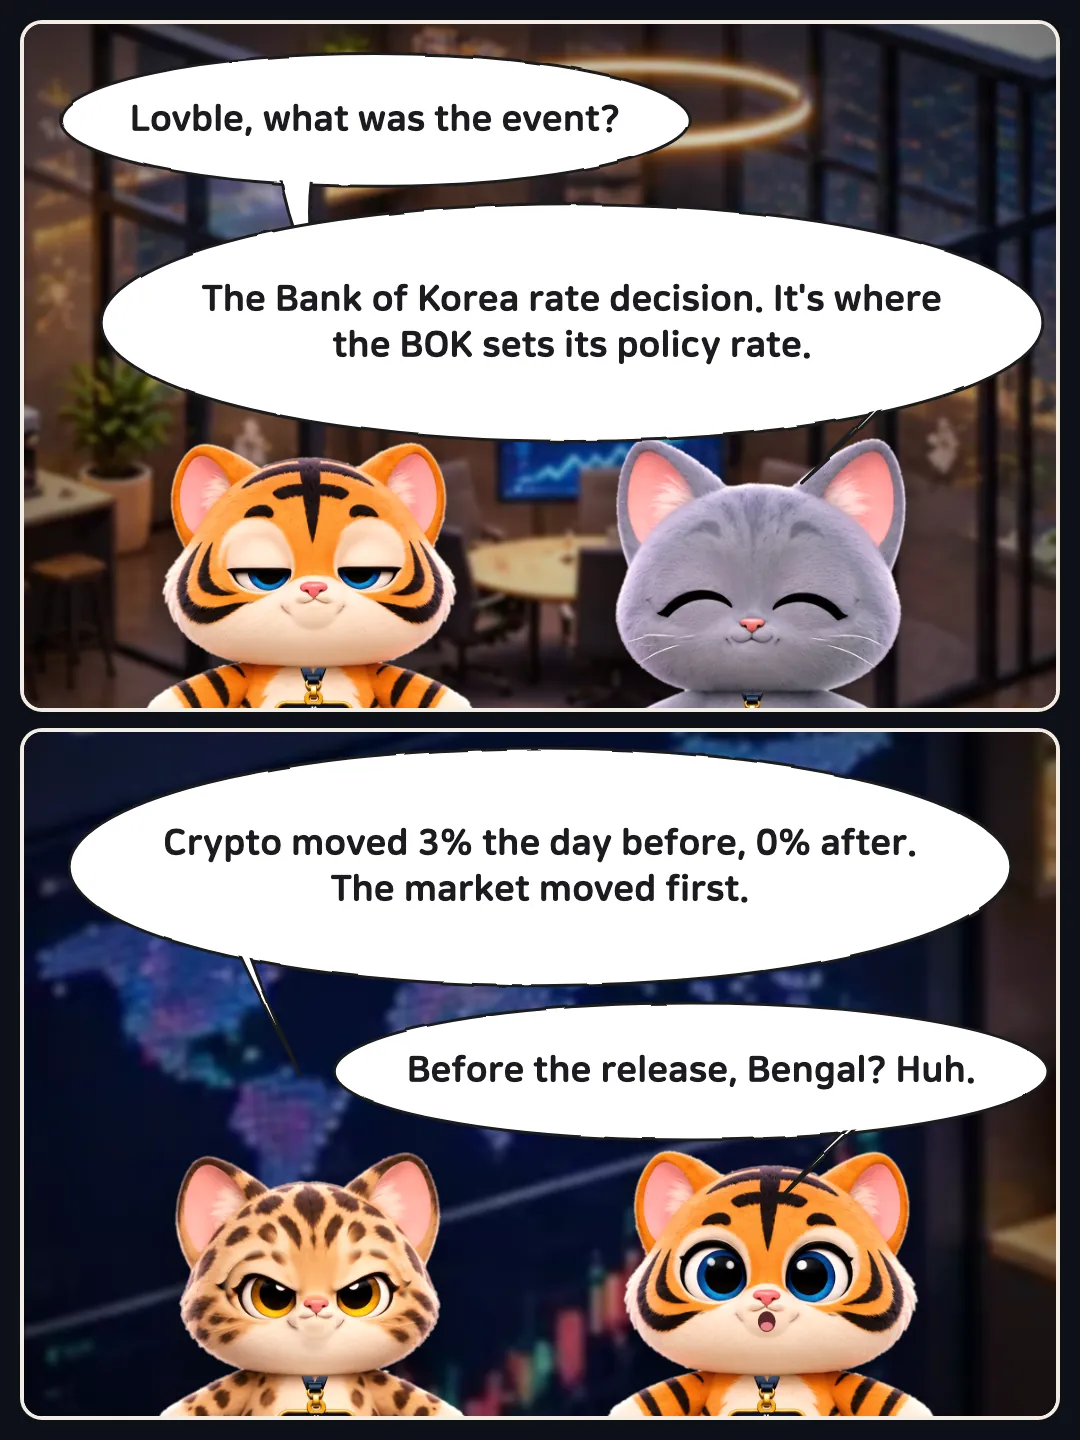 Lovble, what was the event?
The Bank of Korea rate decision. It's where
the BOK sets its policy rate.
Crypto moved 3% the day before, 0% after.
The market moved first.
Before the release, Bengal? Huh.